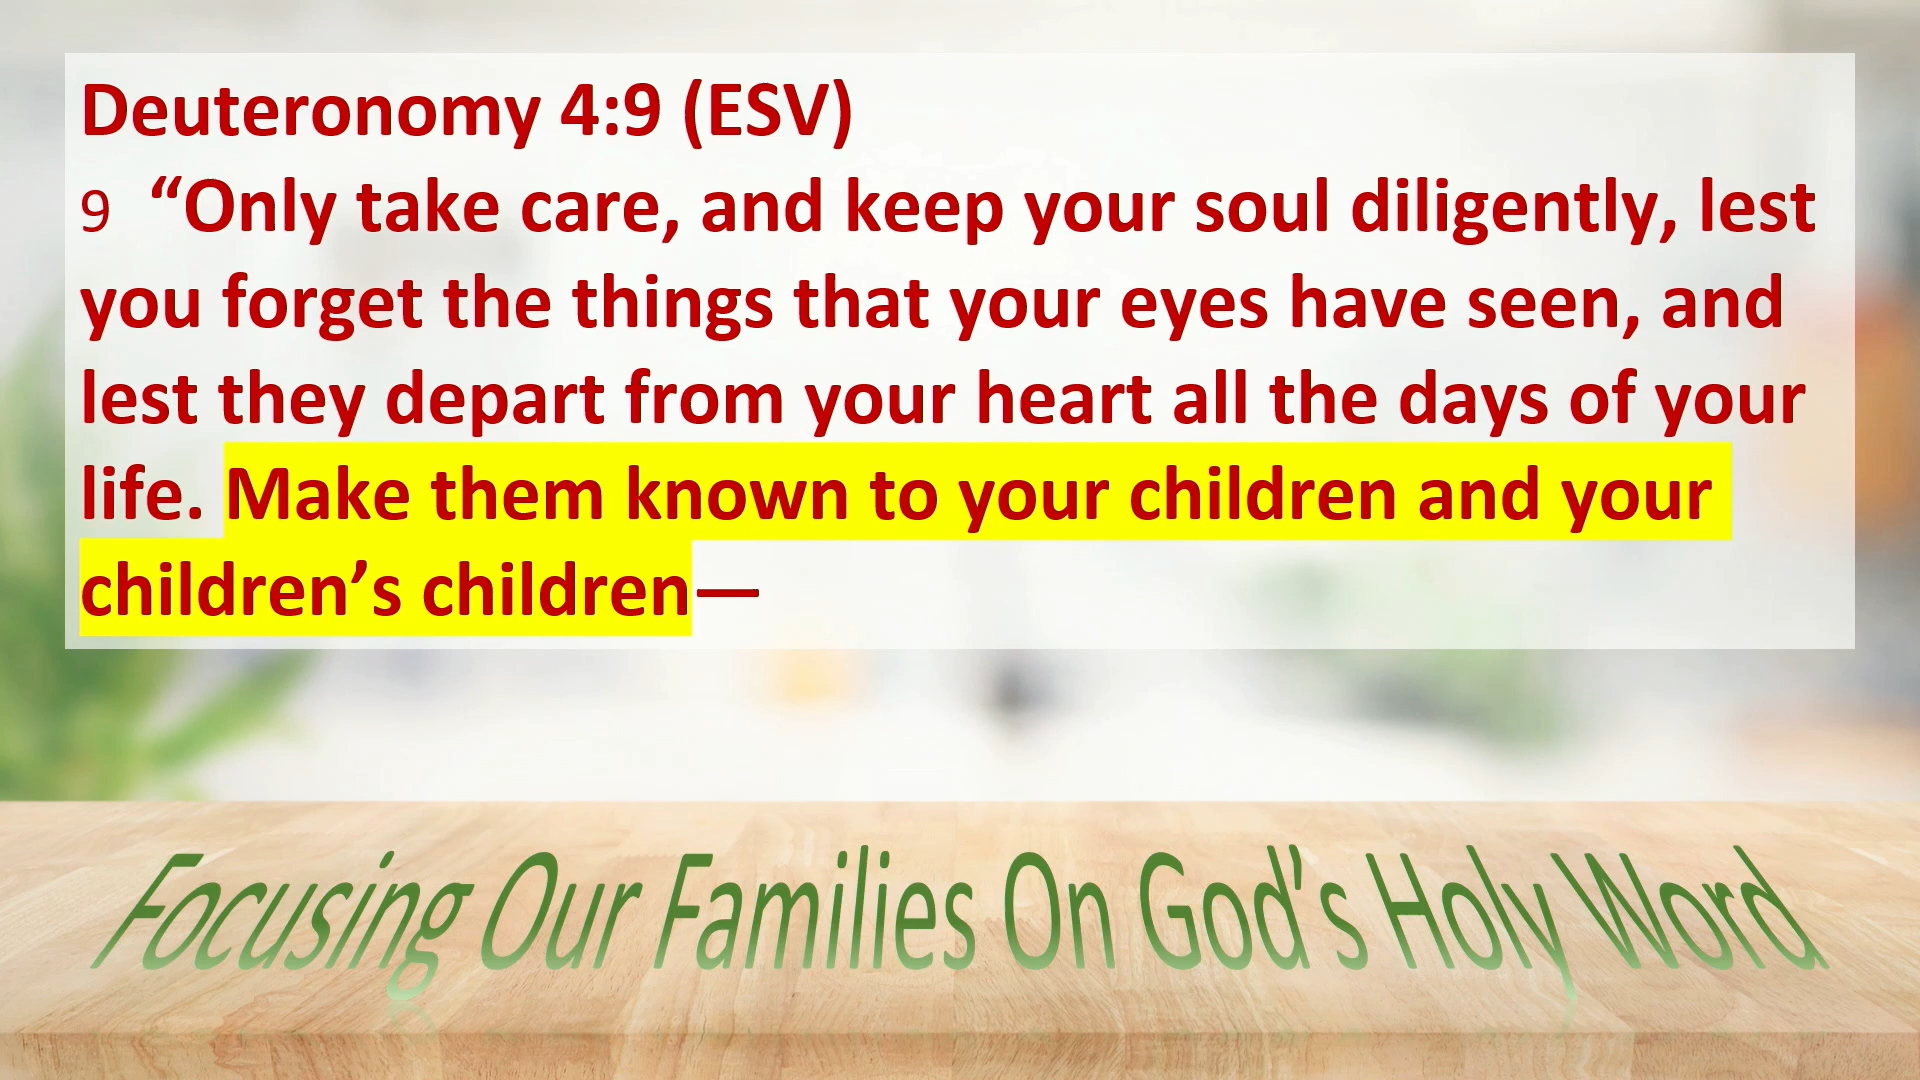 Deuteronomy 4:9 (ESV)
9 “Only take care, and keep your soul diligently, lest
you forget the things that your eyes have seen, and
lest they depart from your heart all the days of your
life. Make them known to your children and your
children’s children—
Focusing Our Families On God’s Holy Word